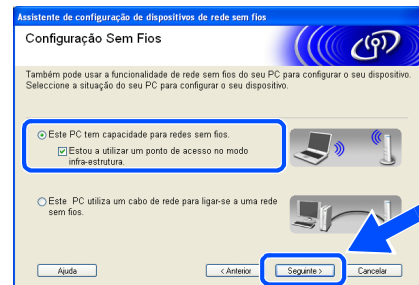 Assistente de configuração de dispositivos de rede sem fios
Configuração Sem Fios
Também pode usar a funcionalidade de rede sem fios do seu PC para configurar o seu dispositivo.
Seleccione a situação do seu PC para configurar o seu dispositivo.
Este PC tem capacidade para redes sem fios.
Estou a utilizar um ponto de acesso no modo
infra-estrutura.
Este PC utiliza um cabo de rede para ligar-se a uma rede
sem fios.
Ajuda
< Anterior
Seguinte >
Cancelar